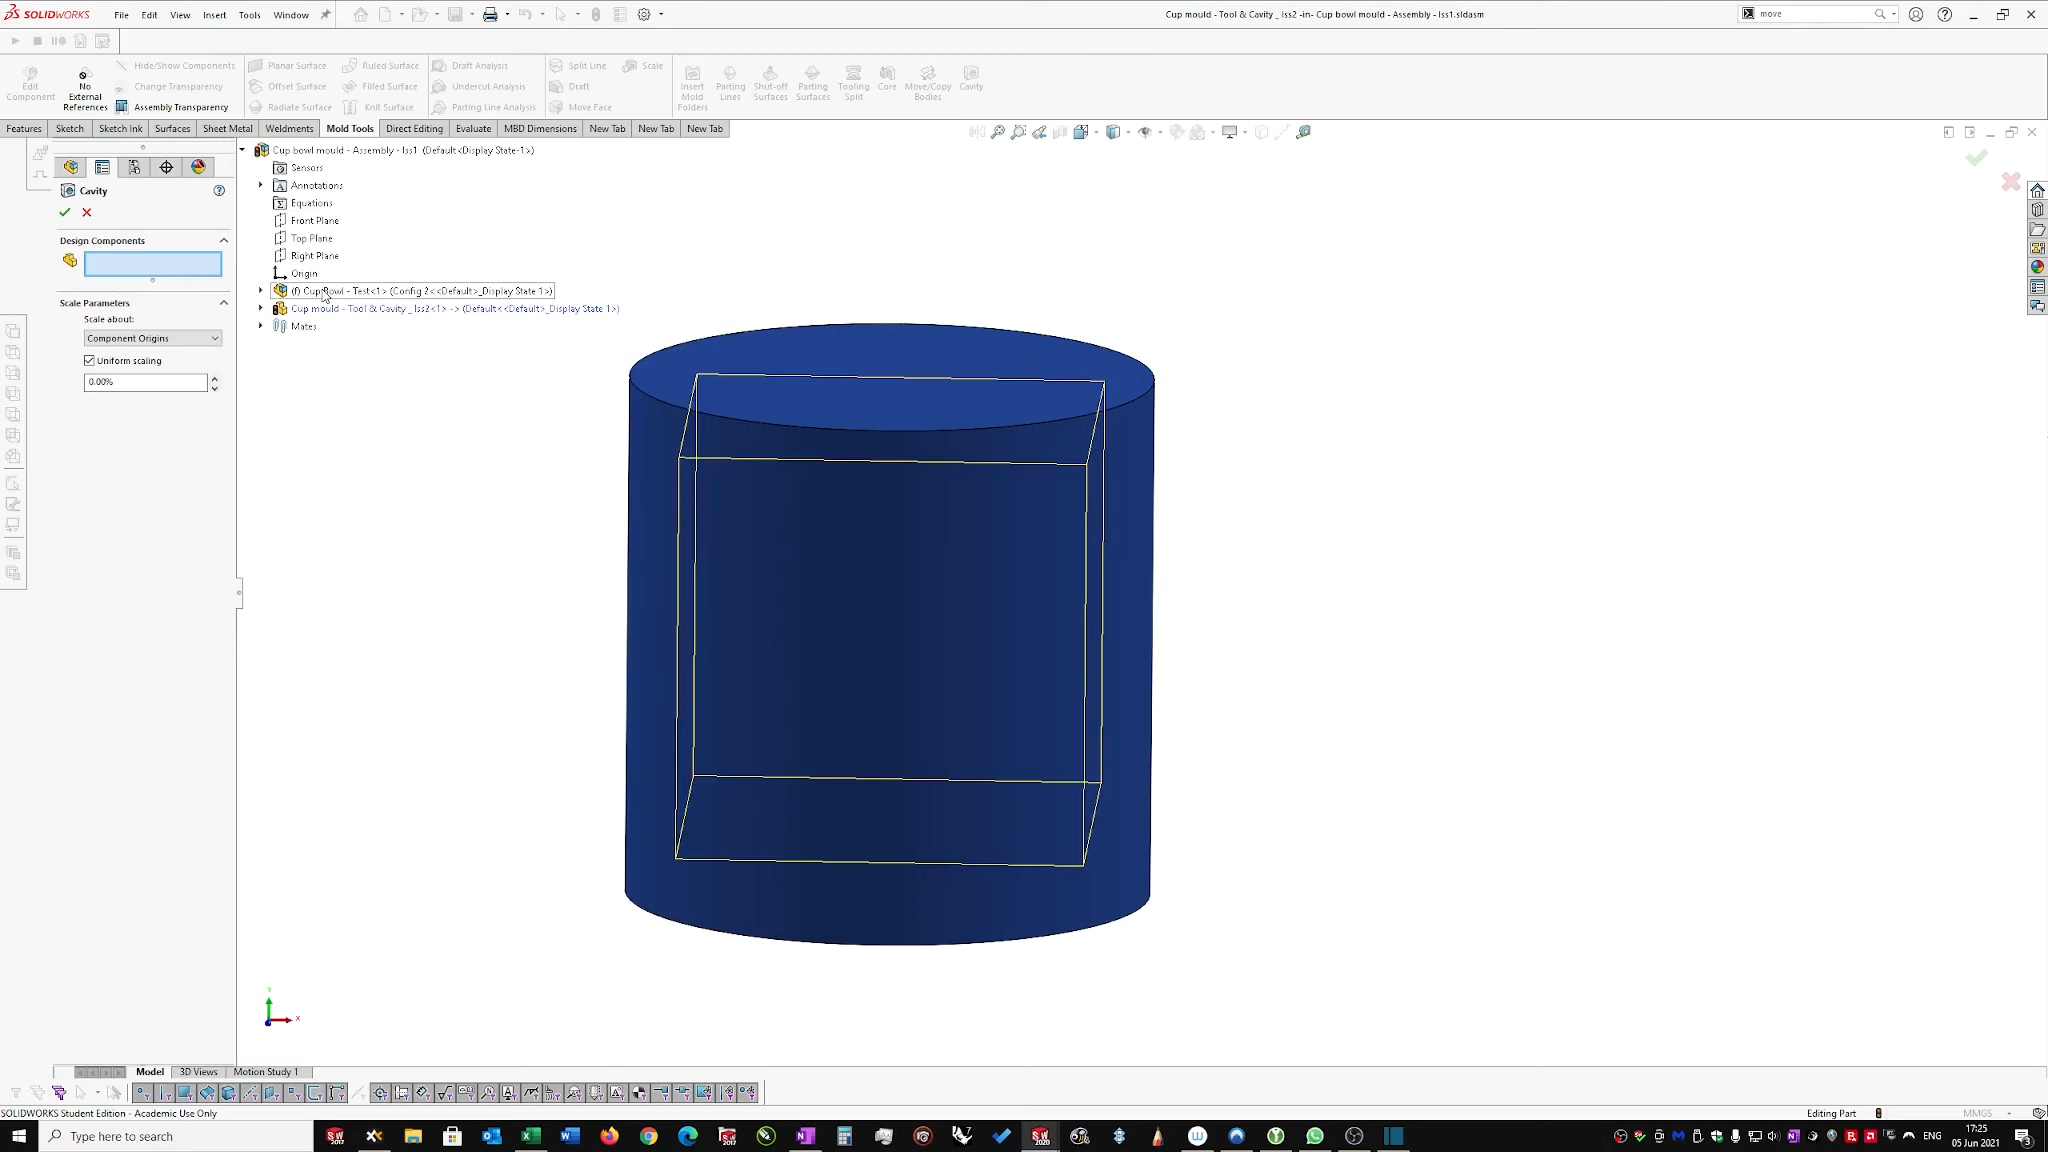 SOLIDWORKS File Edit View Insert Tools Window
Cup mould - Tool & Cavity _ Iss2 -in- Cup bowl mould - Assembly - Iss1.sldasm
move
Edit Component
No External References
Hide/Show Components
Change Transparency
Assembly Transparency
Planar Surface
Offset Surface
Radiate Surface
Ruled Surface
Filled Surface
Knit Surface
Draft Analysis
Undercut Analysis
Parting Line Analysis
Split Line
Draft
Move Face
Scale
Insert Mold Folders
Parting Lines
Shut-off Surfaces
Parting Surfaces
Tooling Split
Core
Move/Copy Bodies
Cavity
Features Sketch Sketch Ink Surfaces Sheet Metal Weldments Mold Tools Direct Editing Evaluate MBD Dimensions New Tab New Tab New Tab
Cavity
Design Components
Scale Parameters
Scale about:
Component Origins
Uniform scaling
0.00%
Cup bowl mould - Assembly - Iss1 (Default<Display State-1>)
Sensors
Annotations
Equations
Front Plane
Top Plane
Right Plane
Origin
(f) Cup Bowl - Test<1> (Config 2<<Default>_Display State 1>)
Cup mould - Tool & Cavity _ Iss2<1> -> (Default<<Default>_Display State 1>)
Mates
Y
X
Model 3D Views Motion Study 1
SOLIDWORKS Student Edition - Academic Use Only
Editing Part
MMGS
Type here to search
SW 2017
SW 2017
SW 2020
ENG
17:25
05 Jun 2021
3